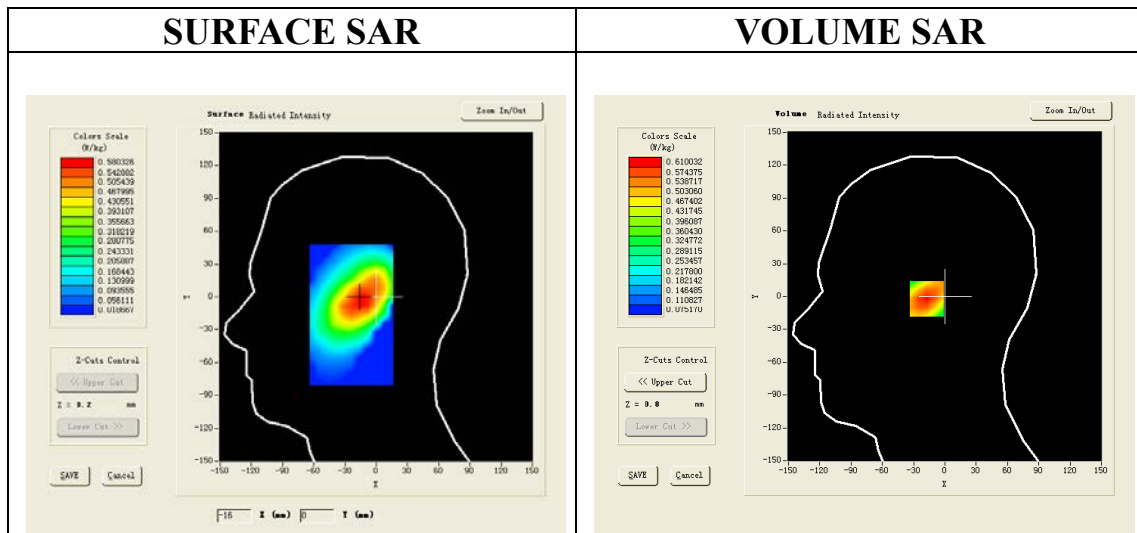 SURFACE SAR
VOLUME SAR
Surface Radiated Intensity
Zoom In/Out
Colors Scale
(W/kg)
0.580326
0.542882
0.505439
0.467995
0.430551
0.393107
0.355663
0.318219
0.280775
0.243331
0.205887
0.168443
0.130999
0.093555
0.056111
0.018667
150
120
90
60
30
0
-30
-60
-90
-120
-150
Y
-150 -120 -90 -60 -30 0 30 60 90 120 150
X
Z-Cuts Control
<< Upper Cut
Z = 0.2 mm
Lower Cut >>
SAVE Cancel
-16 X (mm) 0 Y (mm)
Volume Radiated Intensity
Zoom In/Out
Colors Scale
(W/kg)
0.610032
0.574375
0.538717
0.503060
0.467402
0.431745
0.396087
0.360430
0.324772
0.289115
0.253457
0.217800
0.182142
0.146485
0.110827
0.075170
150
120
90
60
30
0
-30
-60
-90
-120
-150
Y
-150 -120 -90 -60 -30 0 30 60 90 120 150
X
Z-Cuts Control
<< Upper Cut
Z = 0.8 mm
Lower Cut >>
SAVE Cancel